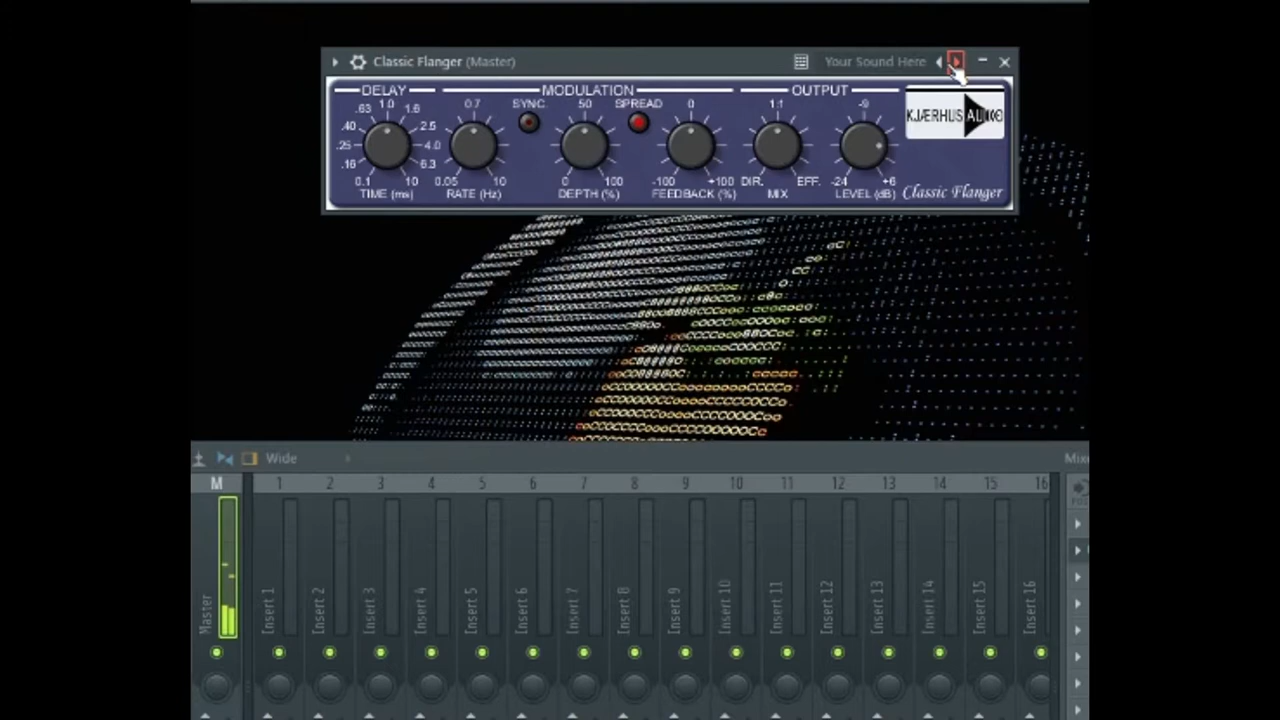 Classic Flanger (Master)
Your Sound Here
DELAY
MODULATION
OUTPUT
.63 1.0 1.6
0.7
SYNC.
50
SPREAD
0
1:1
-9
.40 2.5
.25 4.0
.16 6.3
0.1 10
0.05 10
0 100
-100 +100
DIR. EFF.
-24 +6
TIME (ms)
RATE (Hz)
DEPTH (%)
FEEDBACK (%)
MIX
LEVEL (dB)
KJÆRHUS AUDIO
Classic Flanger
Wide
Mixe
M 1 2 3 4 5 6 7 8 9 10 11 12 13 14 15 16
Master
Insert 1
Insert 2
Insert 3
Insert 4
Insert 5
Insert 6
Insert 7
Insert 8
Insert 9
Insert 10
Insert 11
Insert 12
Insert 13
Insert 14
Insert 15
Insert 16